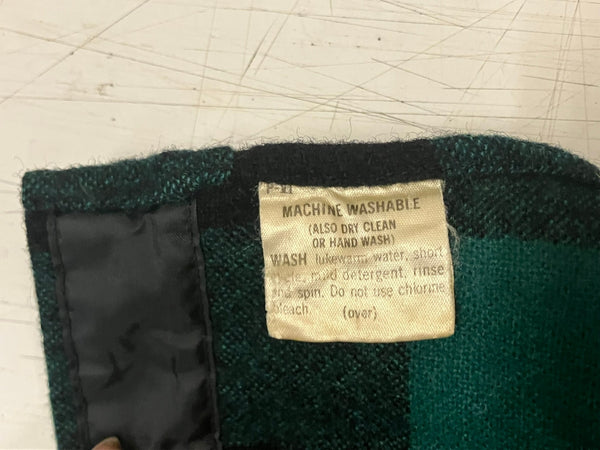 MACHINE WASHABLE
(ALSO DRY CLEAN
OR HAND WASH)
WASH lukewarm water, short
cycle, mild detergent, rinse
and spin. Do not use chlorine
bleach. (over)